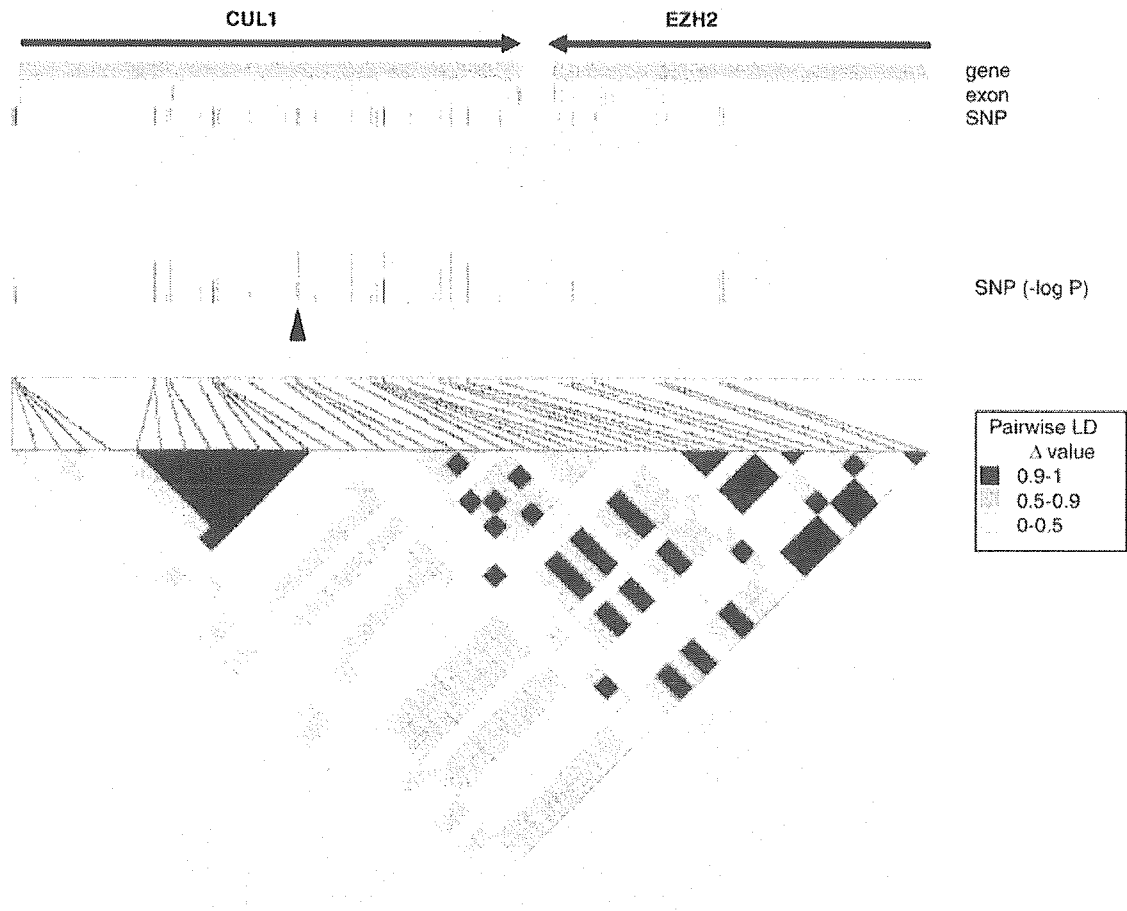 CUL1 EZH2
gene
exon
SNP
SNP (-log P)
Pairwise LD
Δ value
0.9-1
0.5-0.9
0-0.5